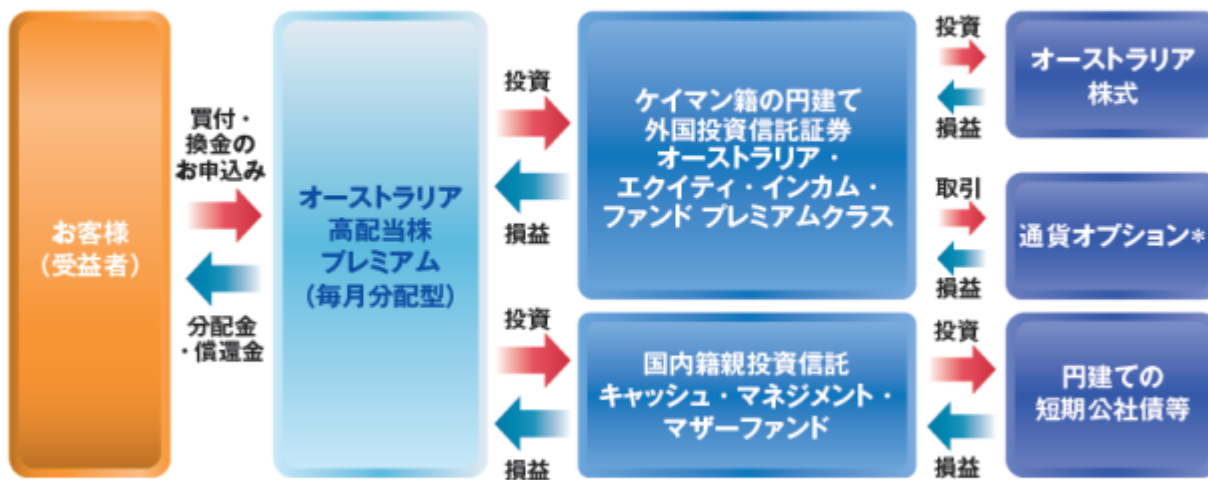 お客様
（受益者）
買付・
換金の
お申込み
分配金
・償還金
オーストラリア
高配当株
プレミアム
（毎月分配型）
投資
損益
投資
損益
ケイマン籍の円建て
外国投資信託証券
オーストラリア・
エクイティ・インカム・
ファンド プレミアムクラス
国内籍親投資信託
キャッシュ・マネジメント・
マザーファンド
投資
損益
取引
損益
投資
損益
オーストラリア
株式
通貨オプション*
円建ての
短期公社債等